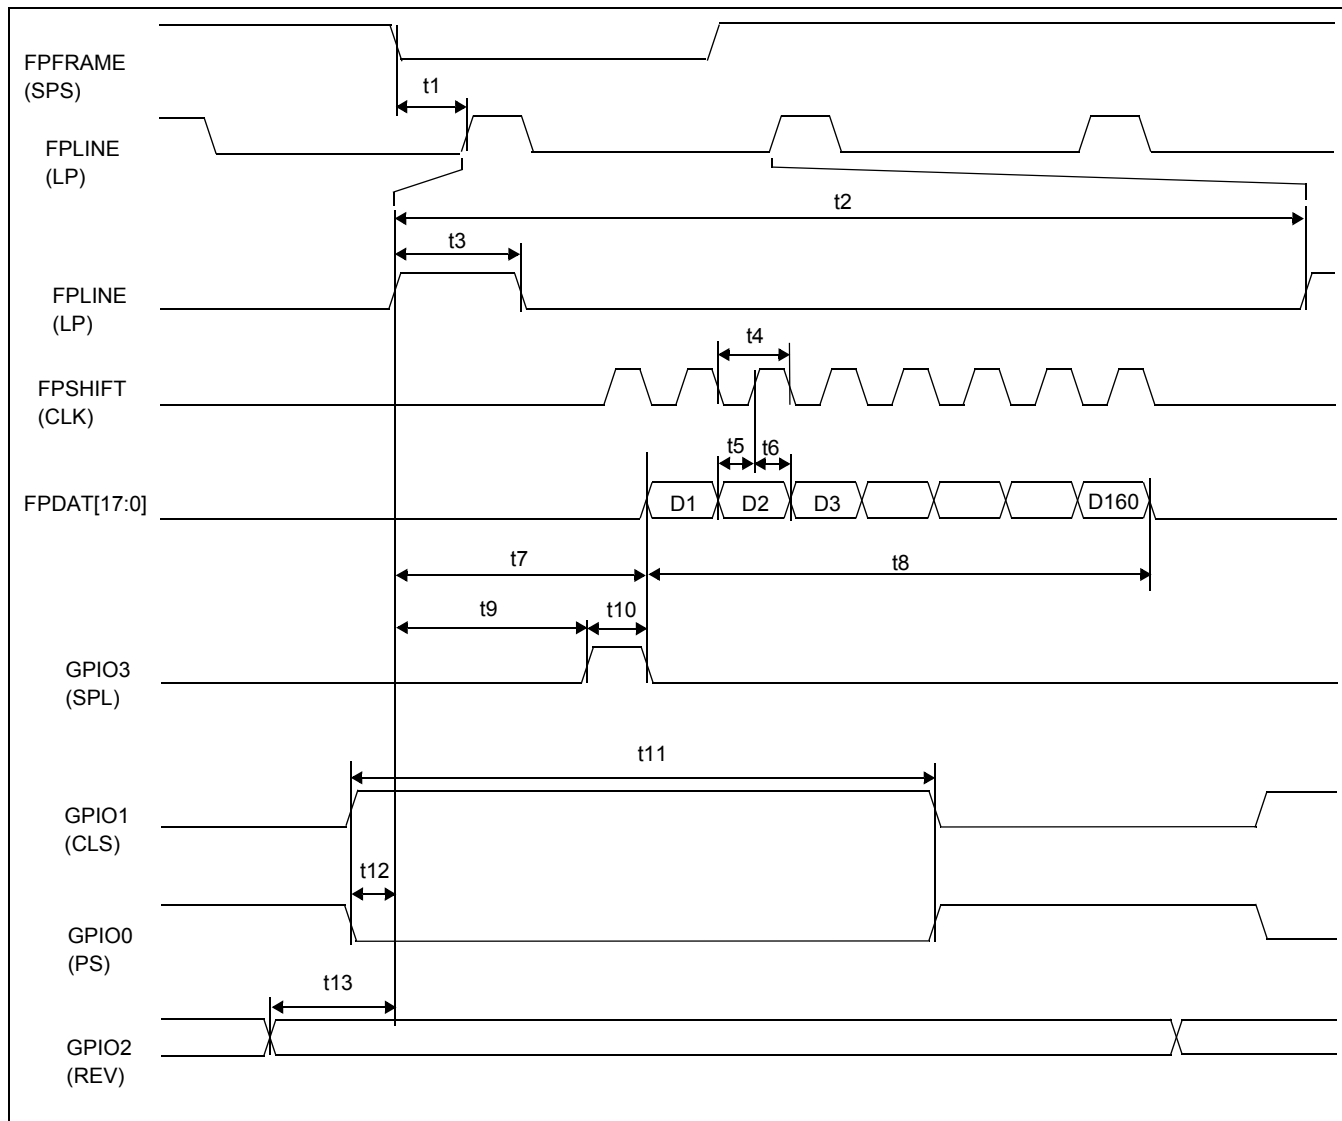 FPFRAME
(SPS)
t1
FPLINE
(LP)
t2
t3
FPLINE
(LP)
t4
FPSHIFT
(CLK)
t5
t6
FPDAT[17:0]
D1
D2
D3
D160
t7
t8
t9
t10
GPIO3
(SPL)
t11
GPIO1
(CLS)
t12
GPIO0
(PS)
t13
GPIO2
(REV)